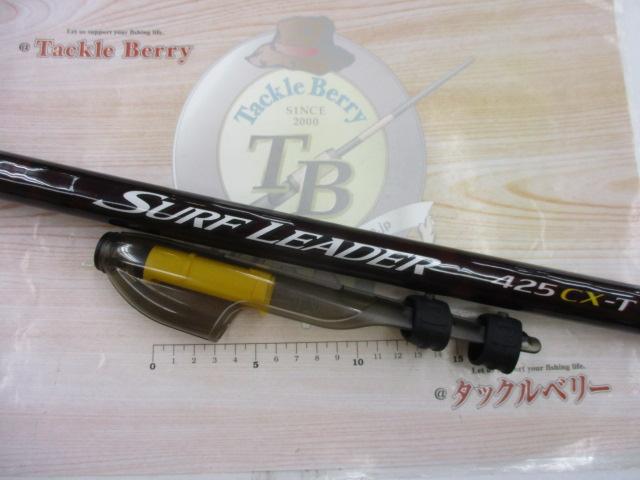 Let us support your fishing life.
@ Tackle Berry
Tackle Berry
SINCE
2000
TB
SURF LEADER 425 CX-T
0 5 10 15
@ タックルベリー